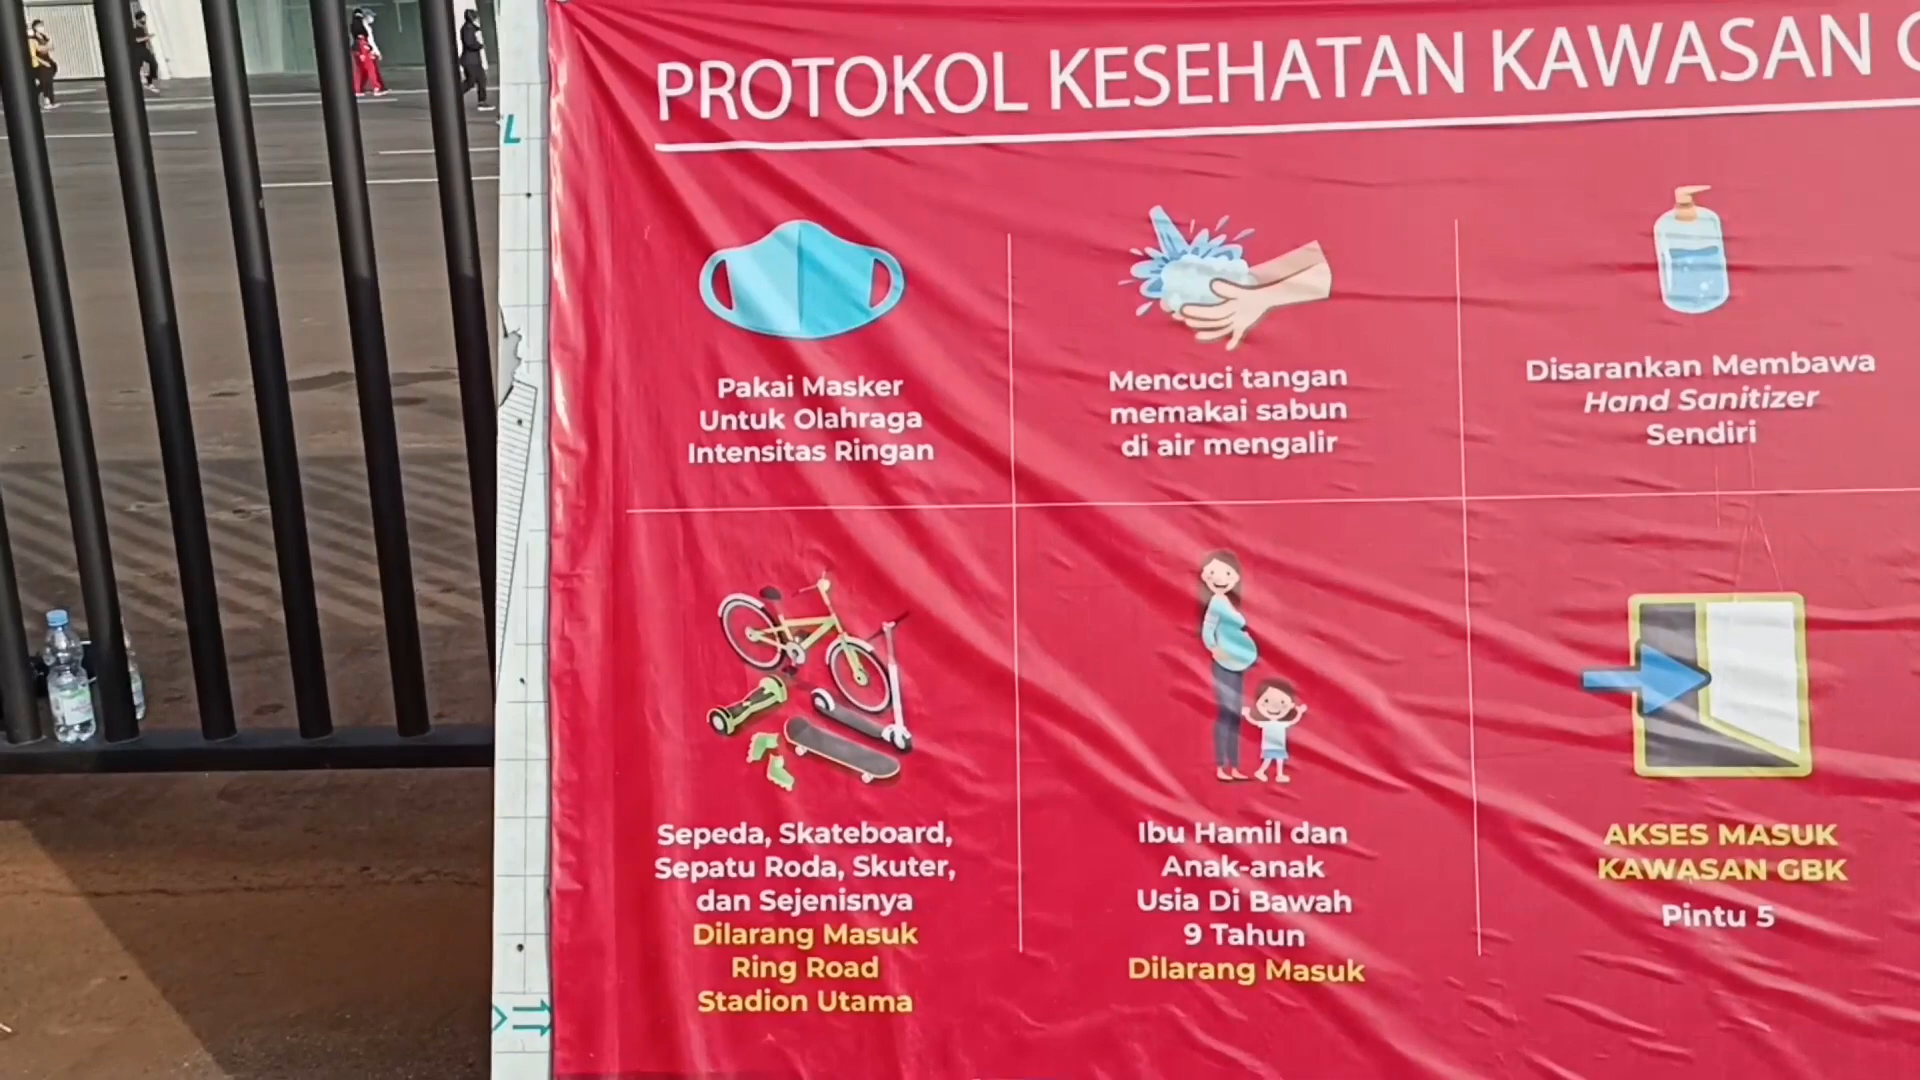 PROTOKOL KESEHATAN KAWASAN
Pakai Masker
Untuk Olahraga
Intensitas Ringan
Mencuci tangan
memakai sabun
di air mengalir
Disarankan Membawa
Hand Sanitizer
Sendiri
Sepeda, Skateboard,
Sepatu Roda, Skuter,
dan Sejenisnya
Dilarang Masuk
Ring Road
Stadion Utama
Ibu Hamil dan
Anak-anak
Usia Di Bawah
9 Tahun
Dilarang Masuk
AKSES MASUK
KAWASAN GBK
Pintu 5